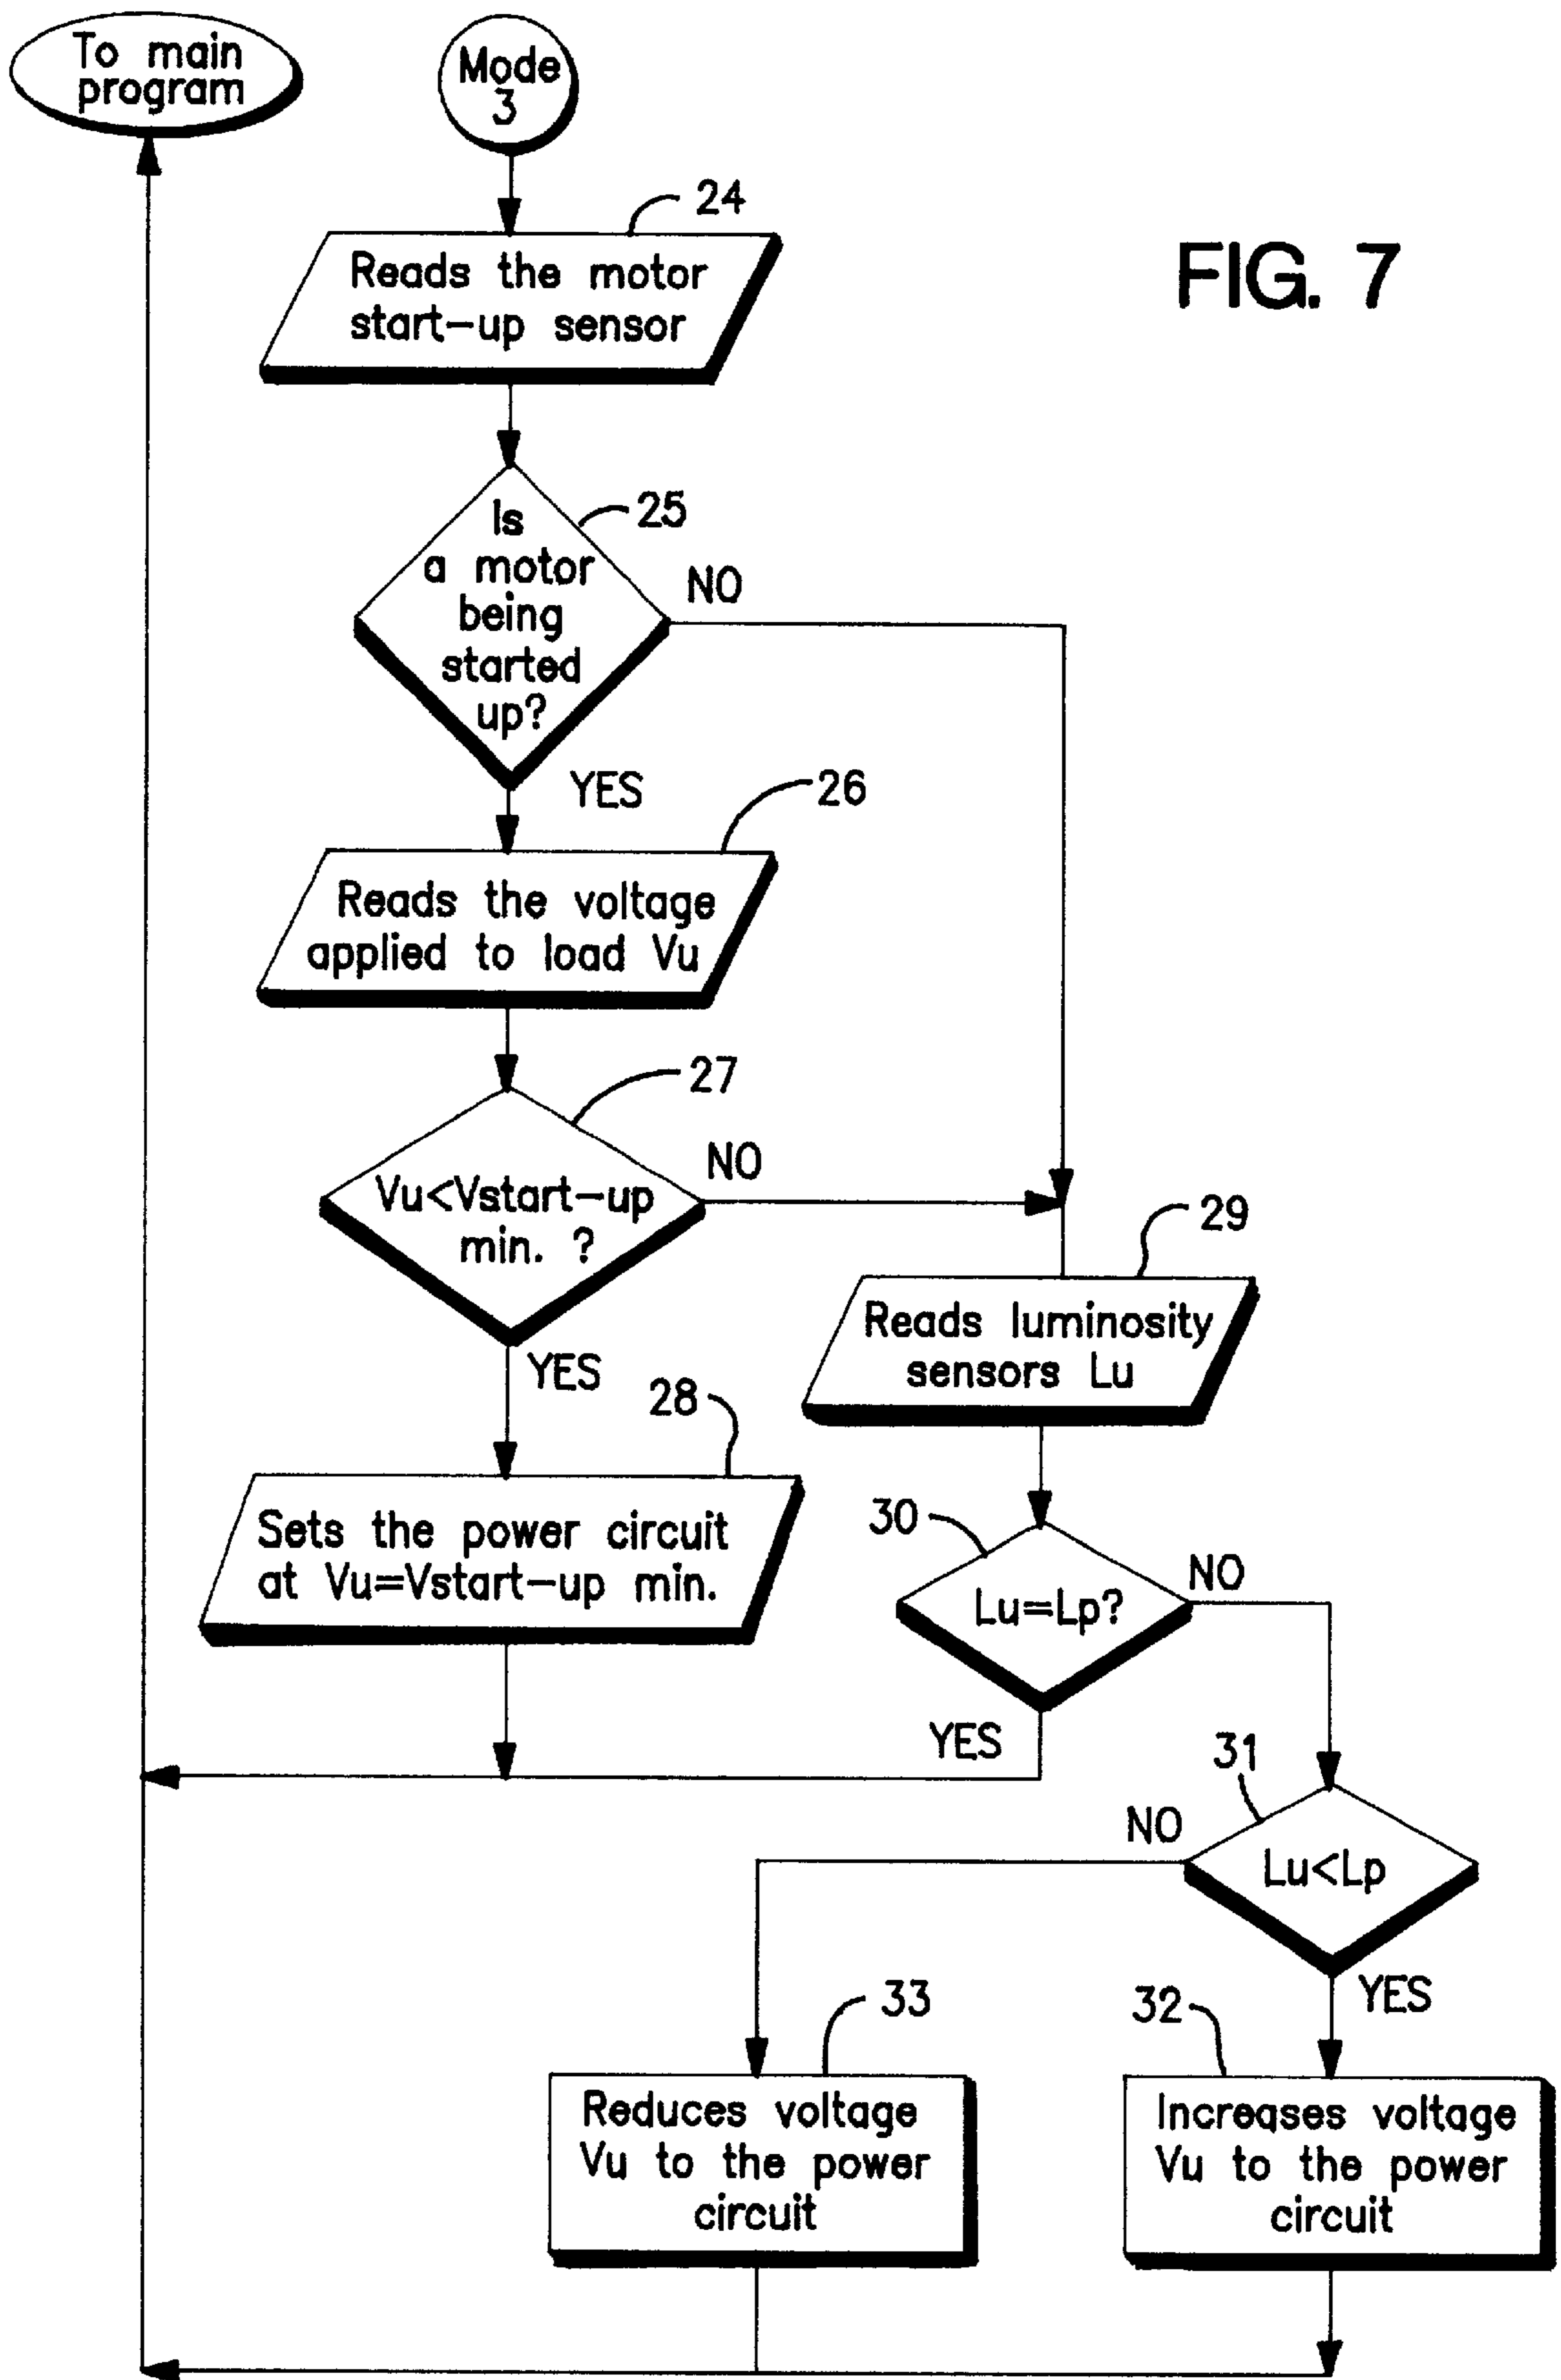 To main
program
Mode
3
24
Reads the motor
start-up sensor
FIG. 7
Is
a motor
being
started
up?
25
NO
YES
26
Reads the voltage
applied to load Vu
27
Vu<Vstart-up
min. ?
NO
YES
29
Reads luminosity
sensors Lu
28
Sets the power circuit
at Vu=Vstart-up min.
30
Lu=Lp?
NO
YES
31
NO
Lu<Lp
YES
33
Reduces voltage
Vu to the power
circuit
32
Increases voltage
Vu to the power
circuit